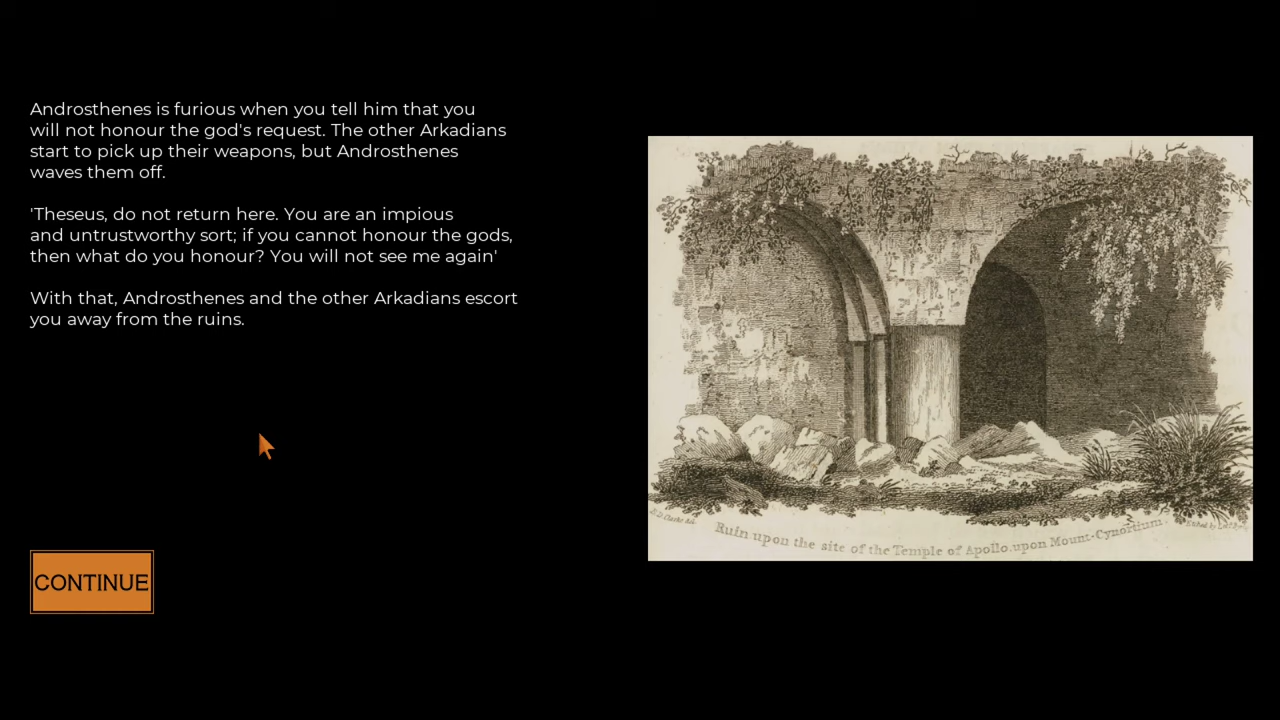 Androsthenes is furious when you tell him that you
will not honour the god's request. The other Arkadians
start to pick up their weapons, but Androsthenes
waves them off.
'Theseus, do not return here. You are an impious
and untrustworthy sort; if you cannot honour the gods,
then what do you honour? You will not see me again'
With that, Androsthenes and the other Arkadians escort
you away from the ruins.
Ruin upon the site of the Temple of Apollo upon Mount-Cynortium.
CONTINUE